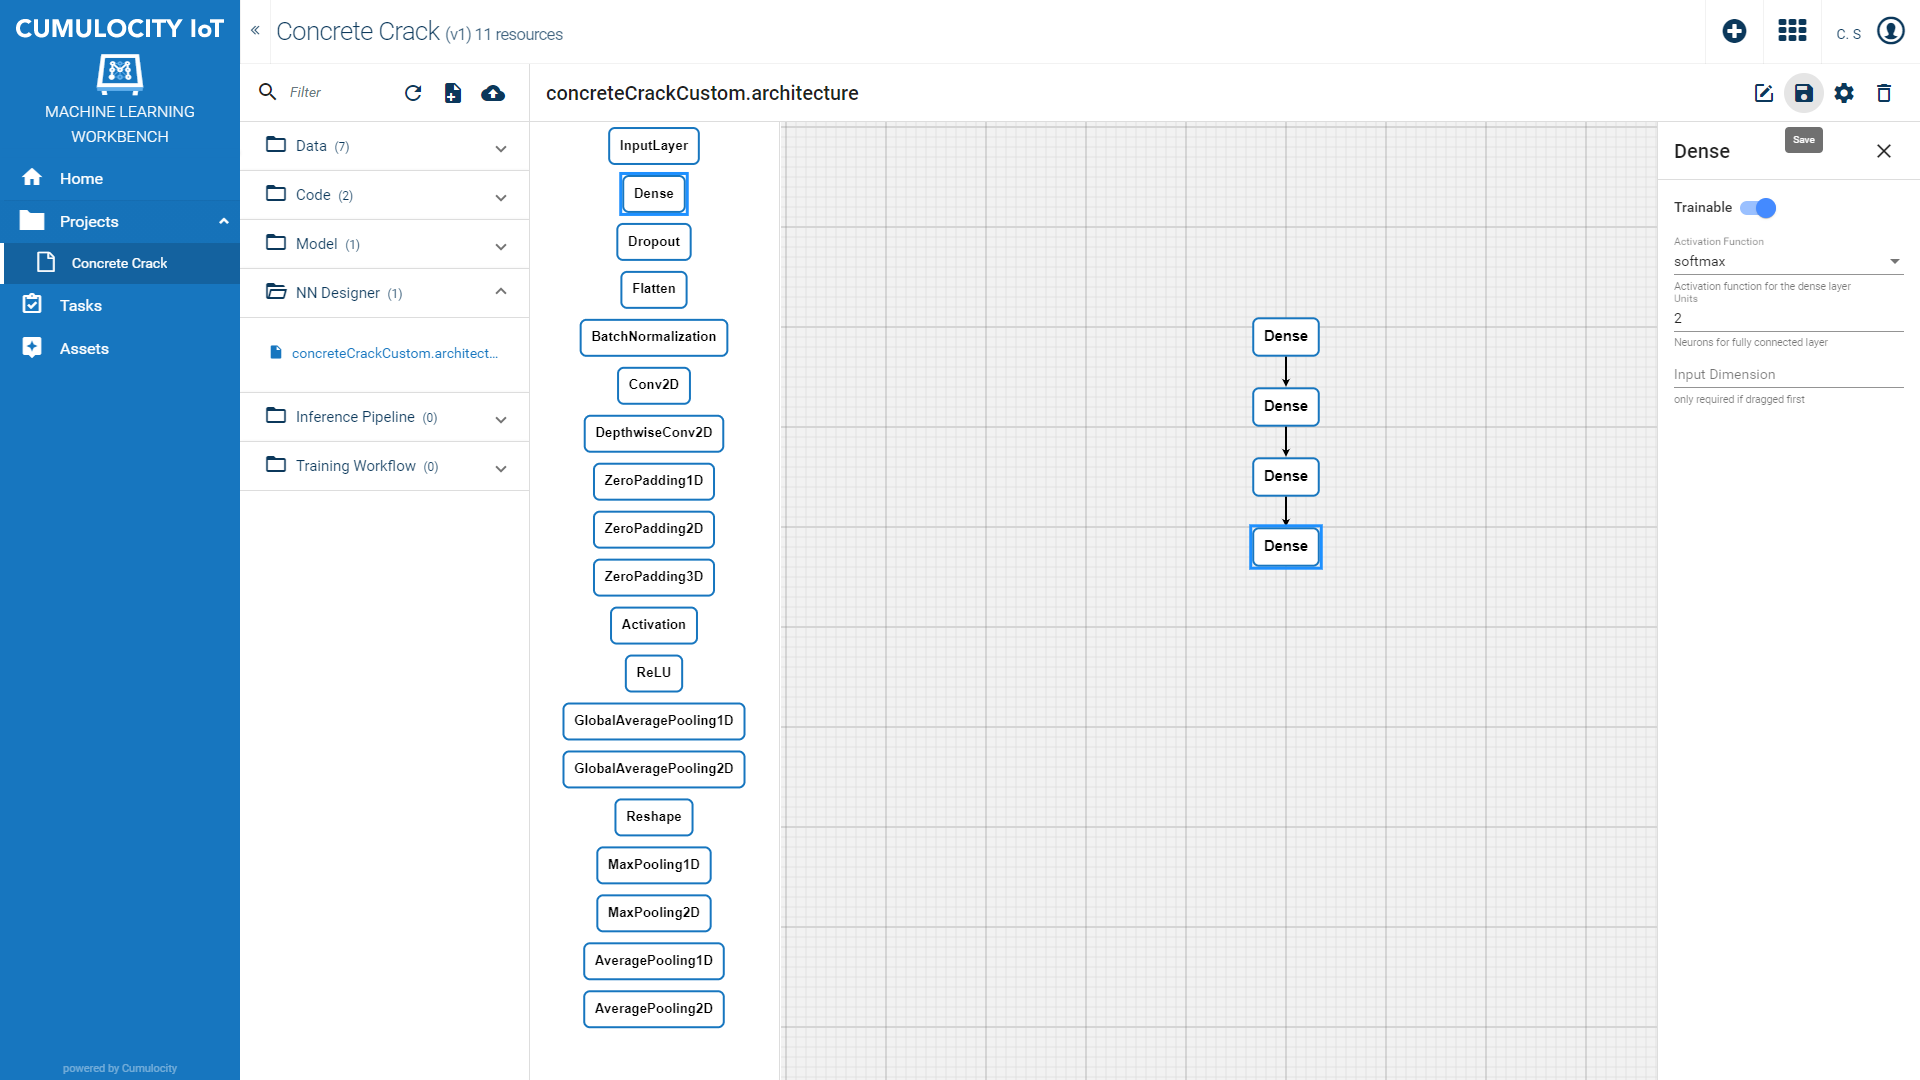 CUMULOCITY IoT
MACHINE LEARNING
WORKBENCH
Home
Projects
Concrete Crack
Tasks
Assets
powered by Cumulocity
«
Concrete Crack (v1) 11 resources
C. S
Filter
Data (7)
Code (2)
Model (1)
NN Designer (1)
concreteCrackCustom.architect...
Inference Pipeline (0)
Training Workflow (0)
concreteCrackCustom.architecture
Save
InputLayer
Dense
Dropout
Flatten
BatchNormalization
Conv2D
DepthwiseConv2D
ZeroPadding1D
ZeroPadding2D
ZeroPadding3D
Activation
ReLU
GlobalAveragePooling1D
GlobalAveragePooling2D
Reshape
MaxPooling1D
MaxPooling2D
AveragePooling1D
AveragePooling2D
Dense
Dense
Dense
Dense
Dense
Trainable
Activation Function
softmax
Activation function for the dense layer
Units
2
Neurons for fully connected layer
Input Dimension
only required if dragged first